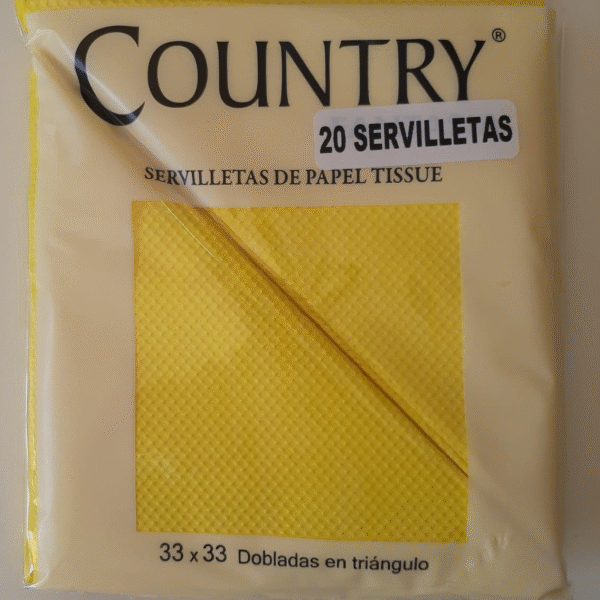 COUNTRY®
20 SERVILLETAS
SERVILLETAS DE PAPEL TISSUE
33 x 33 Dobladas en triángulo